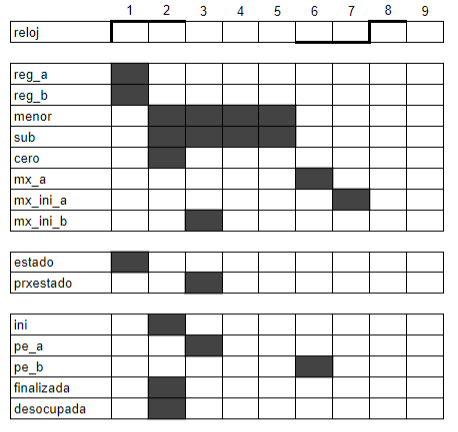 1 2 3 4 5 6 7 8 9
reloj
reg_a
reg_b
menor
sub
cero
mx_a
mx_ini_a
mx_ini_b
estado
prxestado
ini
pe_a
pe_b
finalizada
desocupada